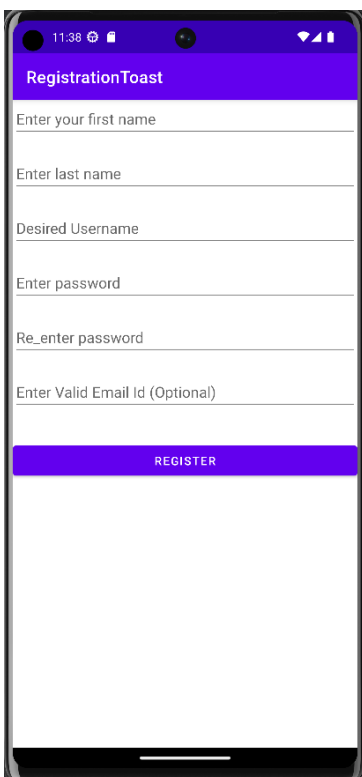 11:38
RegistrationToast
Enter your first name
Enter last name
Desired Username
Enter password
Re_enter password
Enter Valid Email Id (Optional)
REGISTER